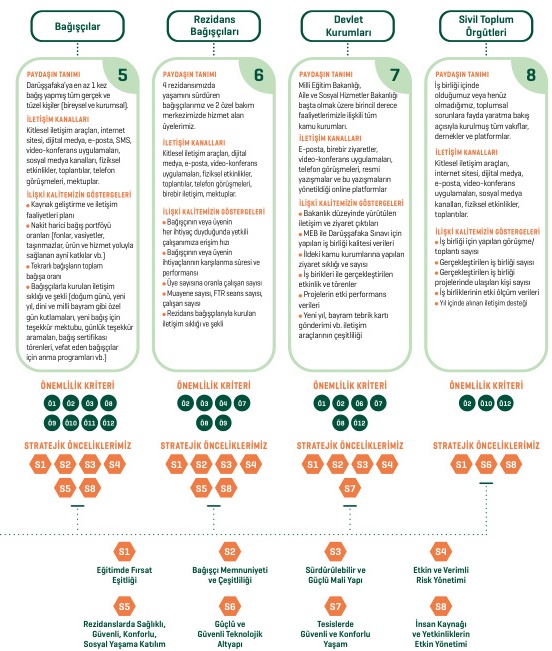 Bağışçılar
5
PAYDAŞIN TANIMI
Darüşşafaka'ya en az 1 kez
bağış yapmış tüm gerçek ve
tüzel kişiler (bireysel ve kurumsal).
İLETİŞİM KANALLARI
Kitlesel iletişim araçları, internet
sitesi, dijital medya, e-posta, SMS,
video-konferans uygulamaları,
sosyal medya kanalları, fiziksel
etkinlikler, toplantılar, telefon
görüşmeleri, mektuplar.
İLİŞKİ KALİTEMİZİN GÖSTERGELERİ
• Kaynak geliştirme ve iletişim
faaliyetleri planı
• Nakit harici bağış portföyü
oranları (fonlar, vasiyetler,
taşınmazlar, ürün ve hizmet yoluyla
sağlanan ayni katkılar vb.)
• Tekrarlı bağışların toplam
bağışa oranı
• Bağışçılarla kurulan iletişim
sıklığı ve şekli (doğum günü, yeni
yıl, dini ve milli bayram gibi özel
gün kutlamaları, yeni bağış için
teşekkür mektubu, günlük teşekkür
aramaları, bağış sertifikası
törenleri, vefat eden bağışçılar
için anma programları vb.)
ÖNEMLİLİK KRİTERİ
Ö1 Ö2 Ö3 Ö8
Ö9 Ö10 Ö11 Ö12
STRATEJİK ÖNCELİKLERİMİZ
S1 S2 S3 S4
S5 S8
Rezidans
Bağışçıları
6
PAYDAŞIN TANIMI
4 rezidansımızda
yaşamını sürdüren
bağışçılarımız ve 2 özel bakım
merkezimizde hizmet alan
üyelerimiz.
İLETİŞİM KANALLARI
Kitlesel iletişim araçları, dijital
medya, e-posta, video-konferans
uygulamaları, fiziksel etkinlikler,
toplantılar, telefon görüşmeleri,
birebir iletişim, mektuplar.
İLİŞKİ KALİTEMİZİN GÖSTERGELERİ
• Bağışçının veya üyenin
her ihtiyaç duyduğunda yetkili
çalışanımıza erişim hızı
• Bağışçının veya üyenin
ihtiyaçlarının karşılanma süresi ve
performansı
• Üye sayısına oranla çalışan sayısı
• Muayene sayısı, FTR seans sayısı,
çalışan sayısı
• Rezidans bağışçılarıyla kurulan
iletişim sıklığı ve şekli
ÖNEMLİLİK KRİTERİ
Ö2 Ö3 Ö4 Ö7
Ö8 Ö9
STRATEJİK ÖNCELİKLERİMİZ
S1 S2 S3 S4
S5 S8
Devlet
Kurumları
7
PAYDAŞIN TANIMI
Milli Eğitim Bakanlığı,
Aile ve Sosyal Hizmetler Bakanlığı
başta olmak üzere birincil derece
faaliyetlerimizle ilişkili tüm
kamu kurumları.
İLETİŞİM KANALLARI
E-posta, birebir ziyaretler,
video-konferans uygulamaları,
telefon görüşmeleri, resmi
yazışmalar ve bu yazışmaların
yönetildiği online platformlar
İLİŞKİ KALİTEMİZİN GÖSTERGELERİ
• Bakanlık düzeyinde yürütülen
iletişim ve ziyaret çıktıları
• MEB ile Darüşşafaka Sınavı için
yapılan iş birliği kalitesi verileri
• İldeki kamu kurumlarına yapılan
ziyaret sıklığı ve sayısı
• İş birlikleri ile gerçekleştirilen
etkinlik ve törenler
• Projelerin etki performans
verileri
• Yeni yıl, bayram tebrik kartı
gönderimi vb. iletişim
araçlarının çeşitliliği
ÖNEMLİLİK KRİTERİ
Ö1 Ö2 Ö6 Ö7
Ö8 Ö12
STRATEJİK ÖNCELİKLERİMİZ
S1 S2 S3 S4
S7
Sivil Toplum
Örgütleri
8
PAYDAŞIN TANIMI
İş birliği içinde
olduğumuz veya henüz
olmadığımız, toplumsal
sorunlara fayda yaratma bakış
açısıyla kurulmuş tüm vakıflar,
dernekler ve platformlar.
İLETİŞİM KANALLARI
Kitlesel iletişim araçları,
internet sitesi, dijital medya,
e-posta, video-konferans
uygulamaları, sosyal medya
kanalları, fiziksel etkinlikler,
toplantılar.
İLİŞKİ KALİTEMİZİN GÖSTERGELERİ
• İş birliği için yapılan görüşme/
toplantı sayısı
• Gerçekleştirilen iş birliği sayısı
• Gerçekleştirilen iş birliği
projelerinde ulaşılan kişi sayısı
• İş birliklerinin etki ölçüm verileri
• Yıl içinde alınan iletişim desteği
ÖNEMLİLİK KRİTERİ
Ö2 Ö10 Ö12
STRATEJİK ÖNCELİKLERİMİZ
S1 S6 S8
S1
Eğitimde Fırsat
Eşitliği
S2
Bağışçı Memnuniyeti
ve Çeşitliliği
S3
Sürdürülebilir ve
Güçlü Mali Yapı
S4
Etkin ve Verimli
Risk Yönetimi
S5
Rezidanslarda Sağlıklı,
Güvenli, Konforlu,
Sosyal Yaşama Katılım
S6
Güçlü ve
Güvenli Teknolojik
Altyapı
S7
Tesislerde
Güvenli ve Konforlu
Yaşam
S8
İnsan Kaynağı
ve Yetkinliklerin
Etkin Yönetimi